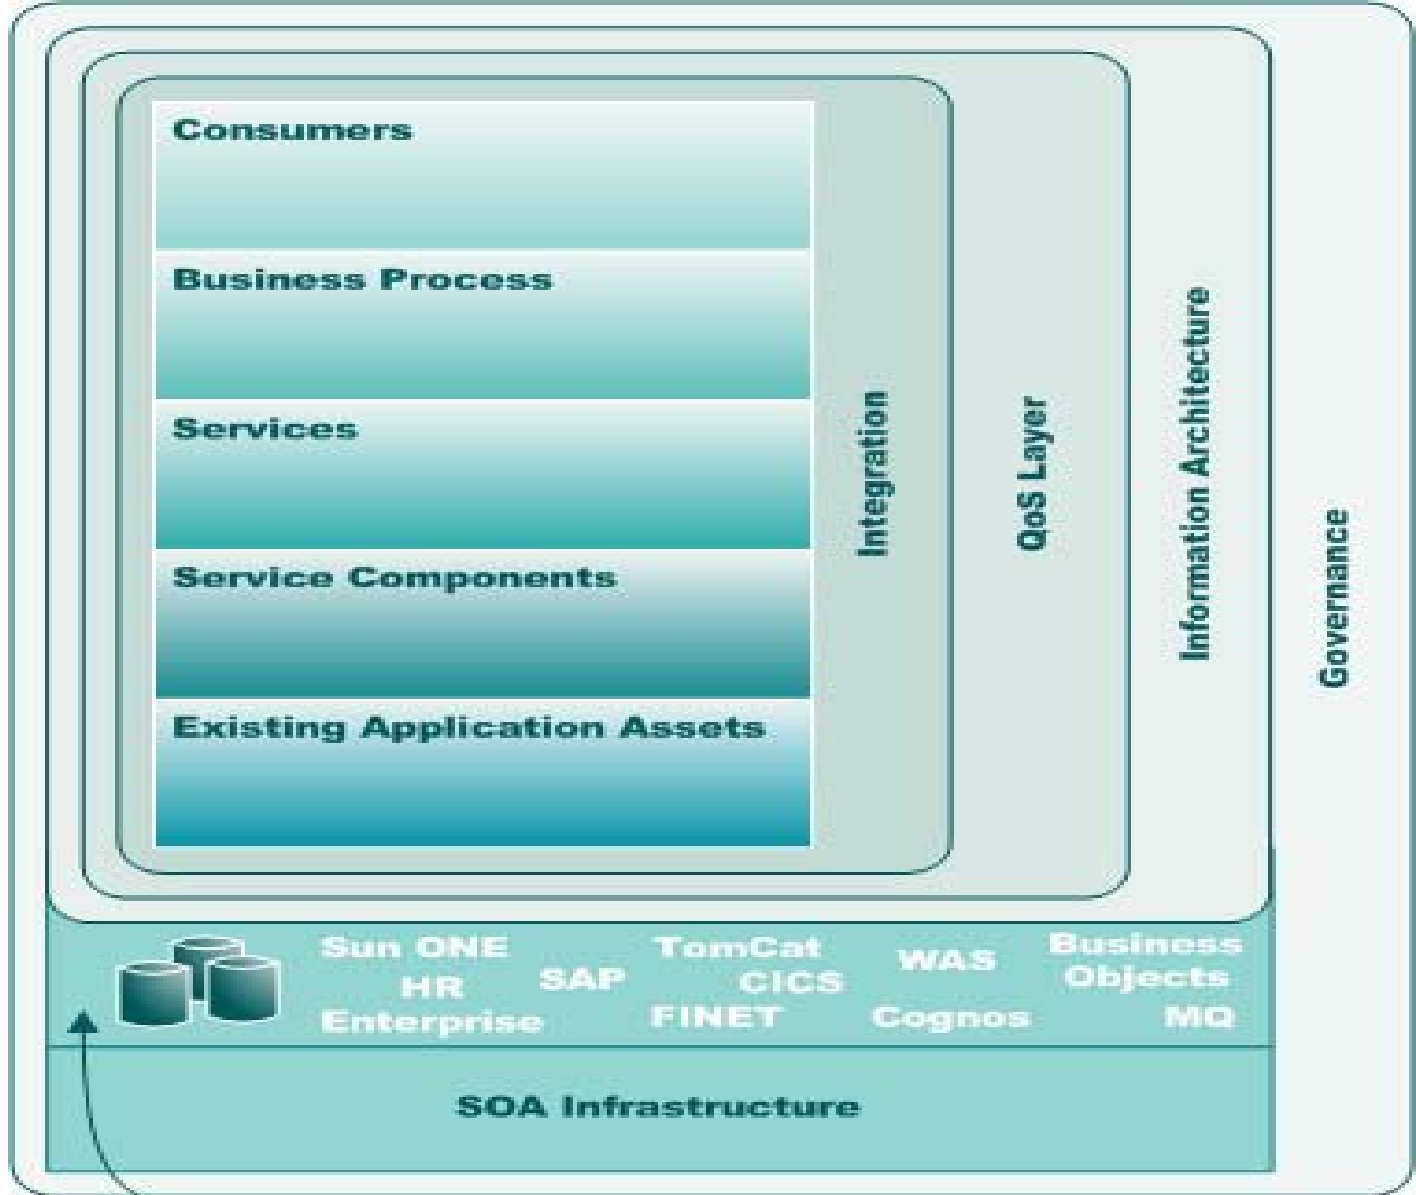 Consumers
Business Process
Services
Service Components
Existing Application Assets
Integration
QoS Layer
Information Architecture
Governance
Sun ONE
HR
Enterprise
SAP
TomCat
CICS
FINET
WAS
Cognos
Business
Objects
MQ
SOA Infrastructure